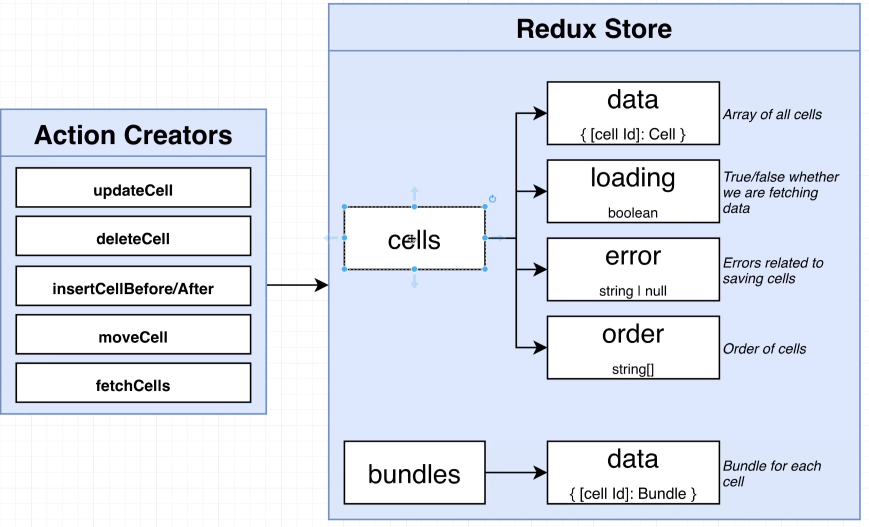 Redux Store
Action Creators
updateCell
deleteCell
insertCellBefore/After
moveCell
fetchCells
cells
data
{ [cell Id]: Cell }
Array of all cells
loading
boolean
True/false whether
we are fetching
data
error
string | null
Errors related to
saving cells
order
string[]
Order of cells
bundles
data
{ [cell Id]: Bundle }
Bundle for each
cell